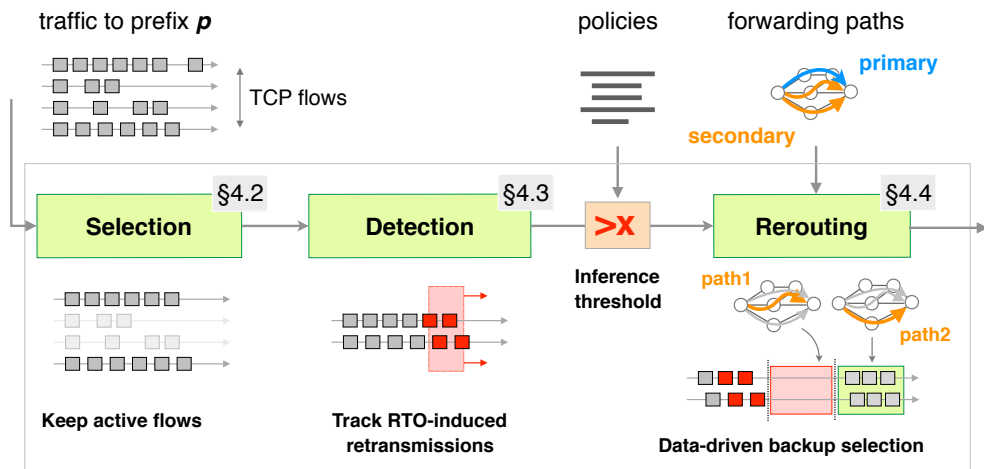 traffic to prefix p
policies
forwarding paths
TCP flows
primary
secondary
§4.2
Selection
§4.3
Detection
>x
§4.4
Rerouting
Inference
threshold
path1
path2
Keep active flows
Track RTO-induced
retransmissions
Data-driven backup selection